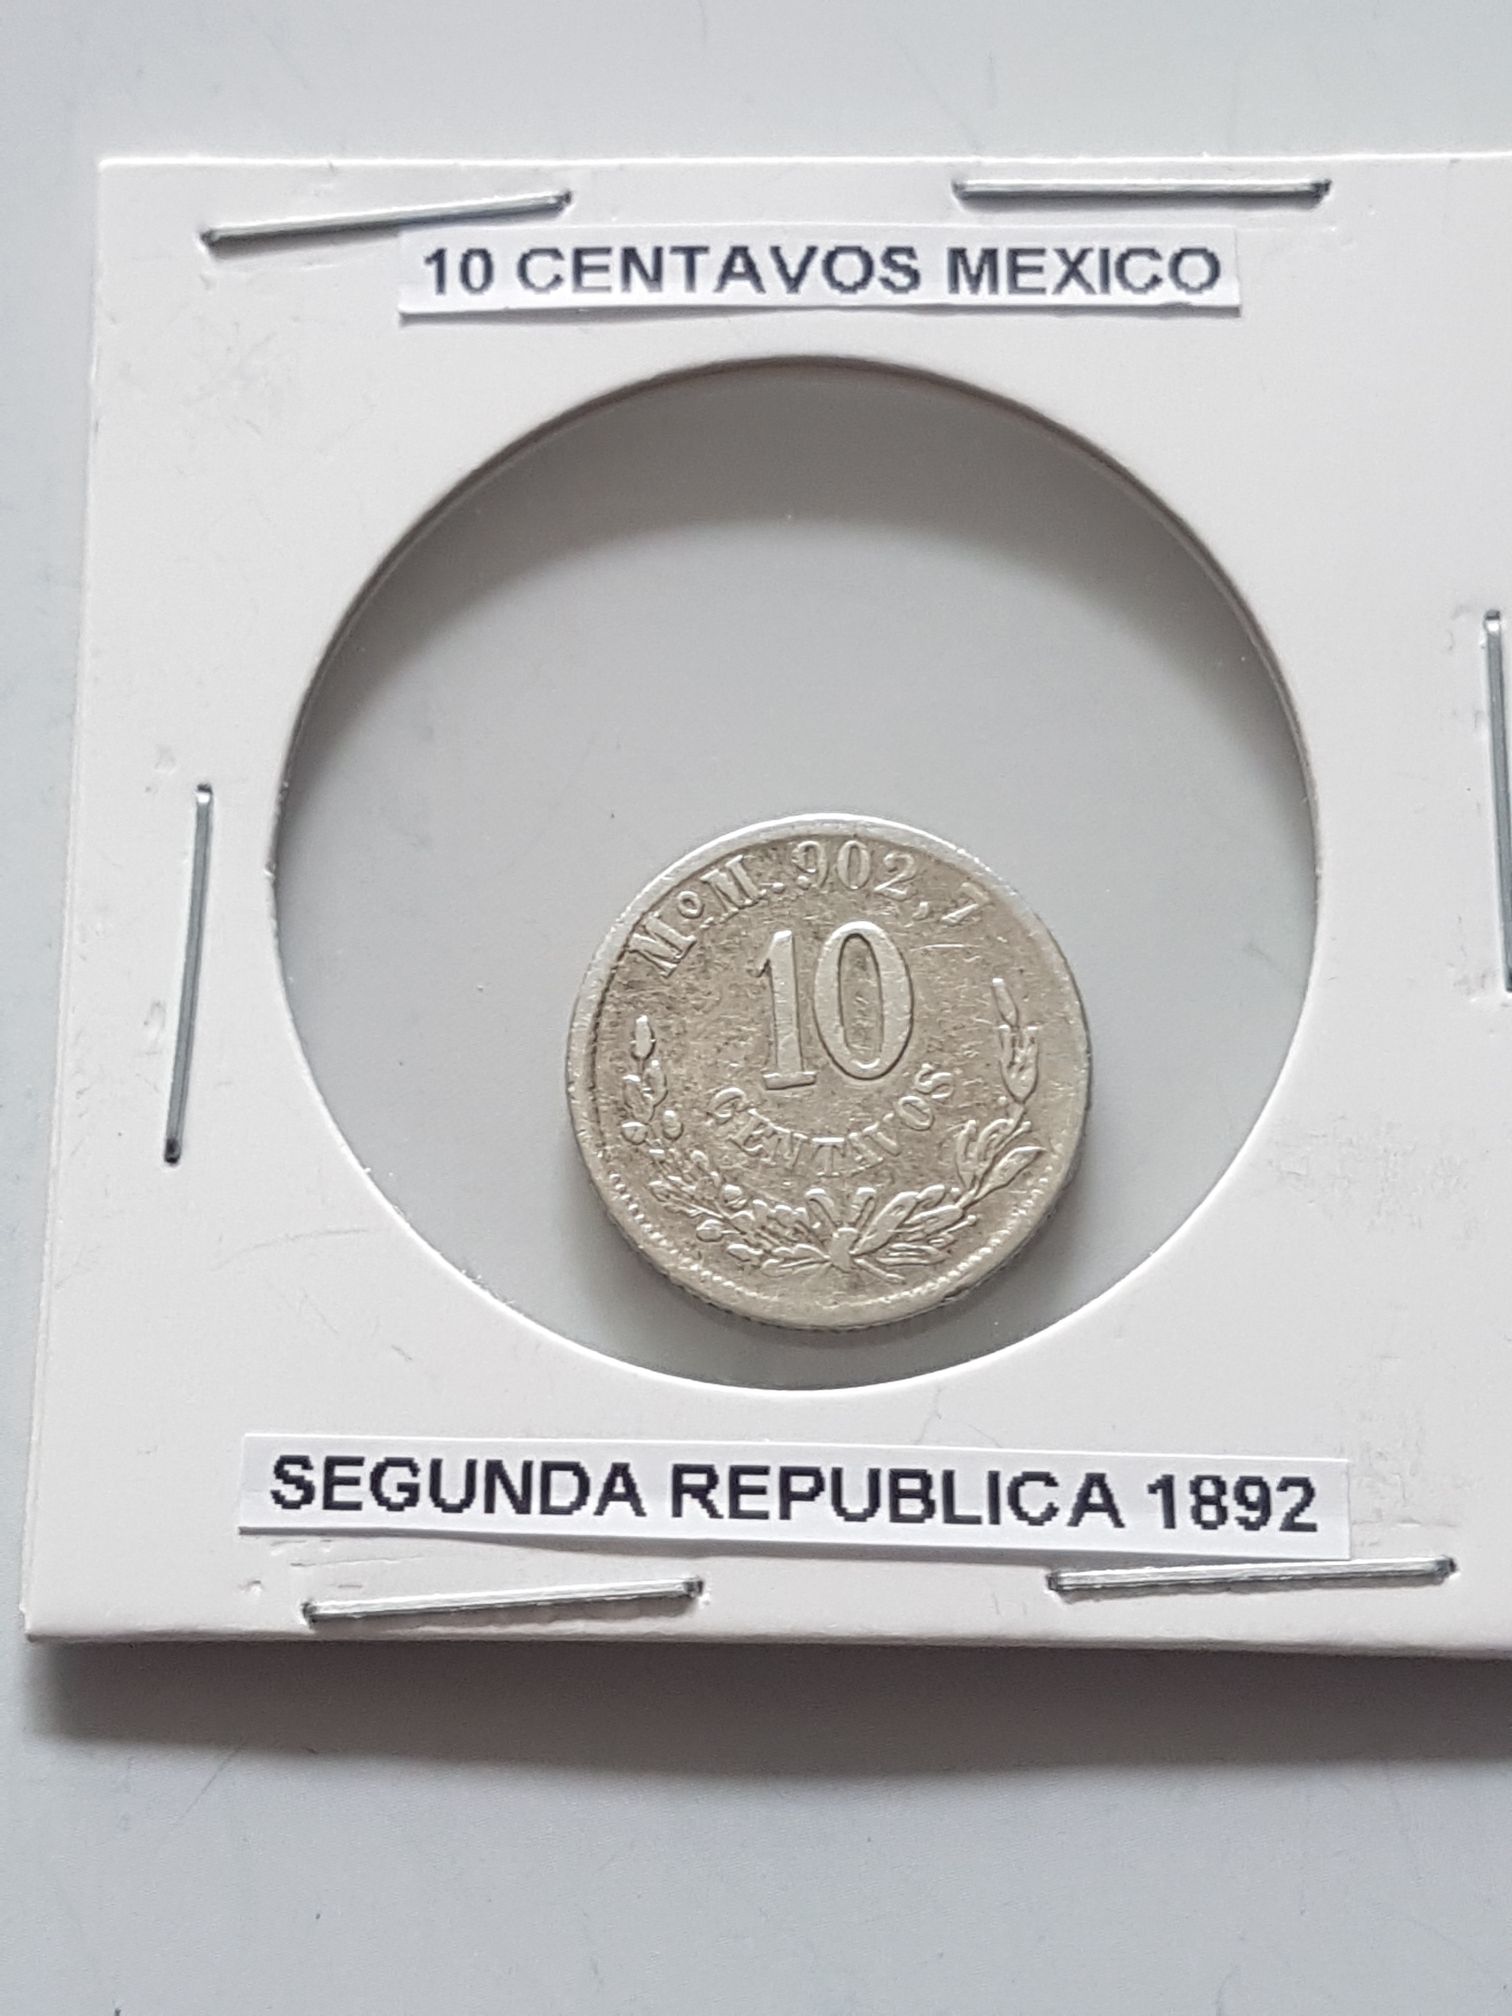 10 CENTAVOS MEXICO
Mº M. 902,7
10
CENTAVOS
SEGUNDA REPUBLICA 1892